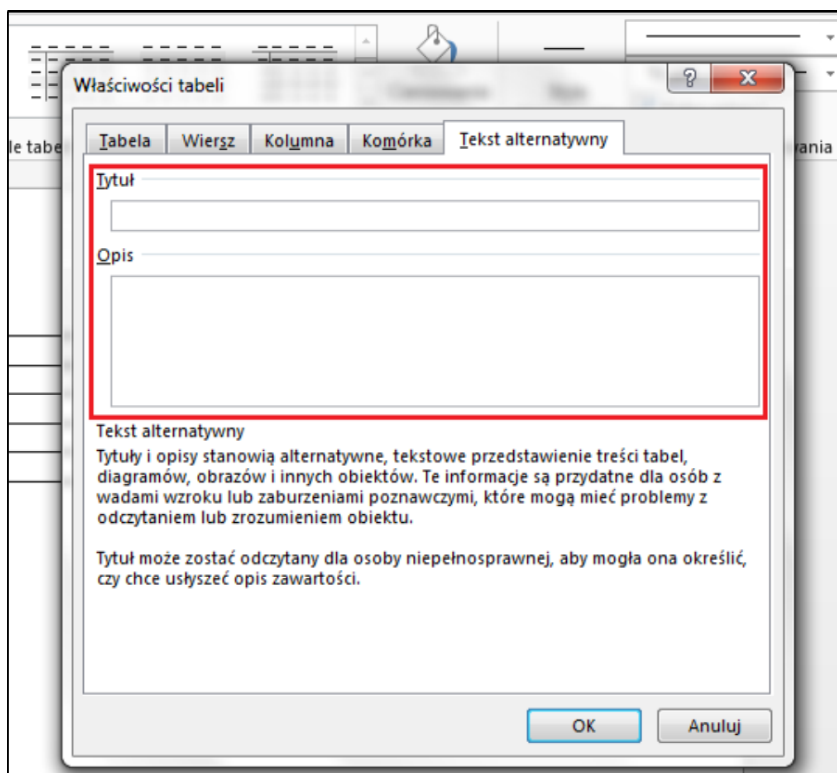 Właściwości tabeli
le tabe
wania
Tabela Wiersz Kolumna Komórka Tekst alternatywny
Tytuł
Opis
Tekst alternatywny
Tytuły i opisy stanowią alternatywne, tekstowe przedstawienie treści tabel,
diagramów, obrazów i innych obiektów. Te informacje są przydatne dla osób z
wadami wzroku lub zaburzeniami poznawczymi, które mogą mieć problemy z
odczytaniem lub zrozumieniem obiektu.
Tytuł może zostać odczytany dla osoby niepełnosprawnej, aby mogła ona określić,
czy chce usłyszeć opis zawartości.
OK Anuluj